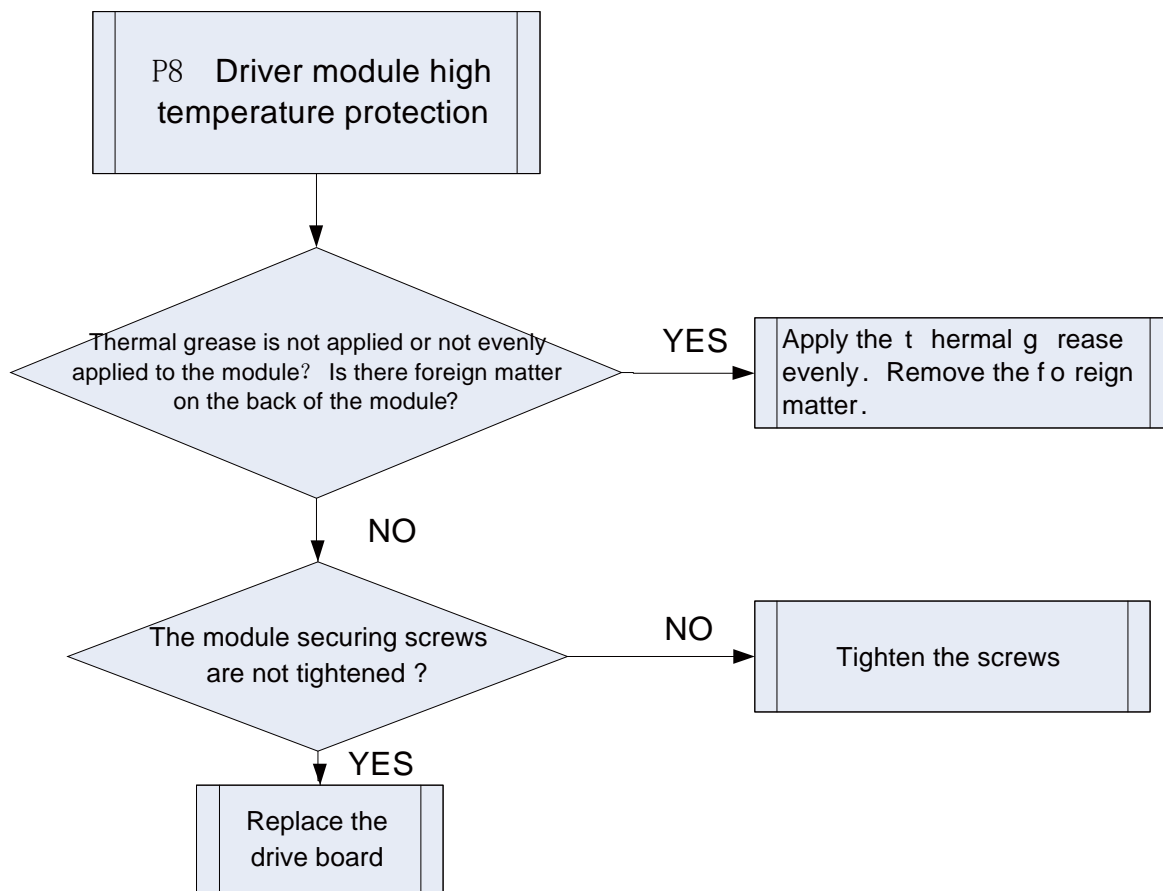 P8 Driver module high
temperature protection
Thermal grease is not applied or not evenly
applied to the module？ Is there foreign matter
on the back of the module?
YES
Apply the t hermal g rease
evenly. Remove the f o reign
matter.
NO
The module securing screws
are not tightened ?
NO
Tighten the screws
YES
Replace the
drive board